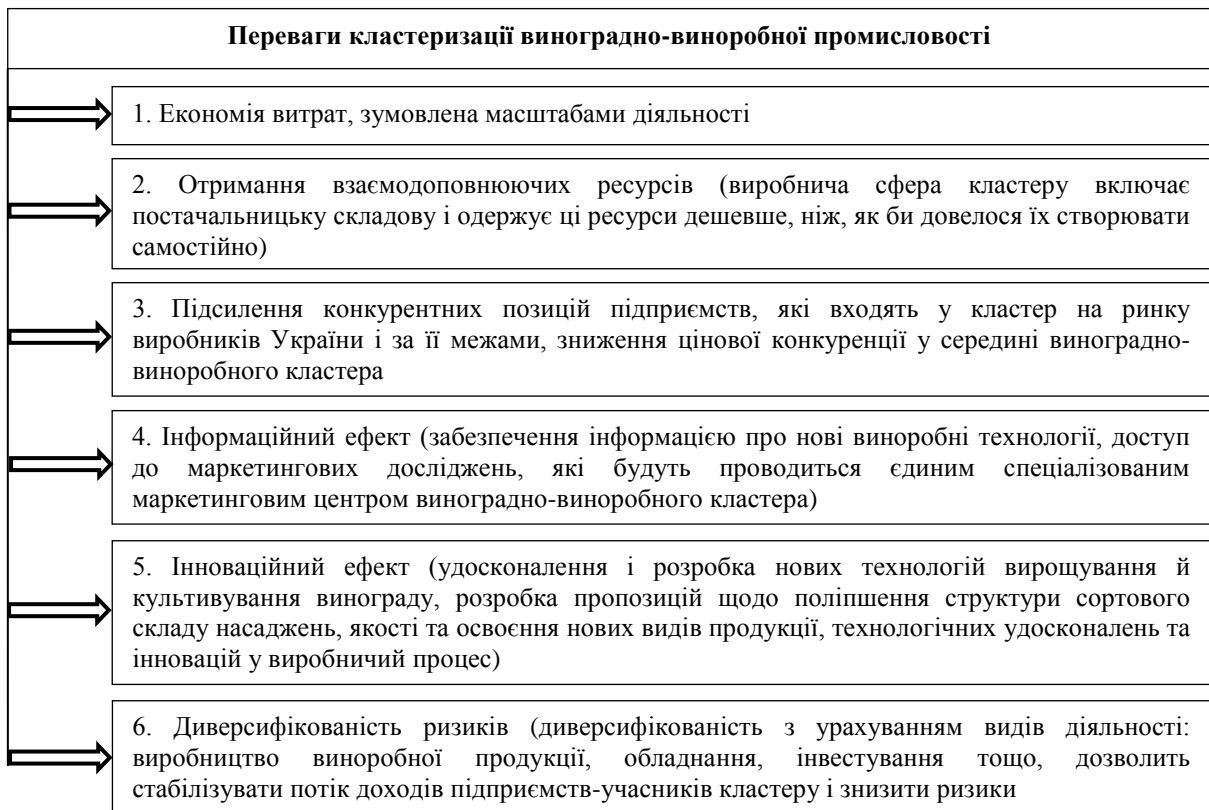 Переваги кластеризації виноградно-виноробної промисловості
1. Економія витрат, зумовлена масштабами діяльності
2. Отримання взаємодоповнюючих ресурсів (виробнича сфера кластеру включає
постачальницьку складову і одержує ці ресурси дешевше, ніж, як би довелося їх створювати
самостійно)
3. Підсилення конкурентних позицій підприємств, які входять у кластер на ринку
виробників України і за її межами, зниження цінової конкуренції у середині виноградно-
виноробного кластера
4. Інформаційний ефект (забезпечення інформацією про нові виноробні технології, доступ
до маркетингових досліджень, які будуть проводиться єдиним спеціалізованим
маркетинговим центром виноградно-виноробного кластера)
5. Інноваційний ефект (удосконалення і розробка нових технологій вирощування й
культивування винограду, розробка пропозицій щодо поліпшення структури сортового
складу насаджень, якості та освоєння нових видів продукції, технологічних удосконалень та
інновацій у виробничий процес)
6. Диверсифікованість ризиків (диверсифікованість з урахуванням видів діяльності:
виробництво виноробної продукції, обладнання, інвестування тощо, дозволить
стабілізувати потік доходів підприємств-учасників кластеру і знизити ризики